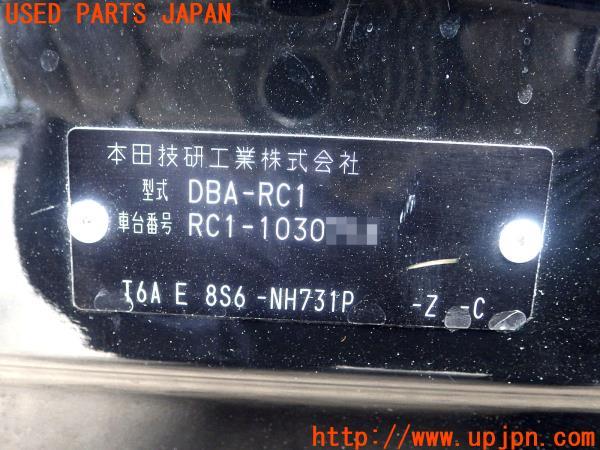 USED PARTS JAPAN
本田技研工業株式会社
型式 DBA-RC1
車台番号 RC1-1030
T6A E 8S6 -NH731P -Z -C
http://www.upjpn.com/